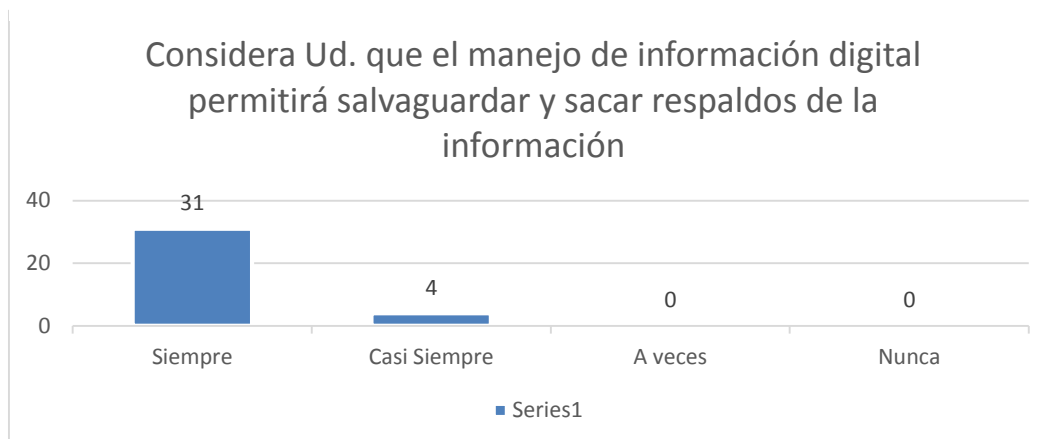 Considera Ud. que el manejo de información digital
permitirá salvaguardar y sacar respaldos de la
información
40
31
20
4
0
0
0
Siempre
Casi Siempre
A veces
Nunca
Series1